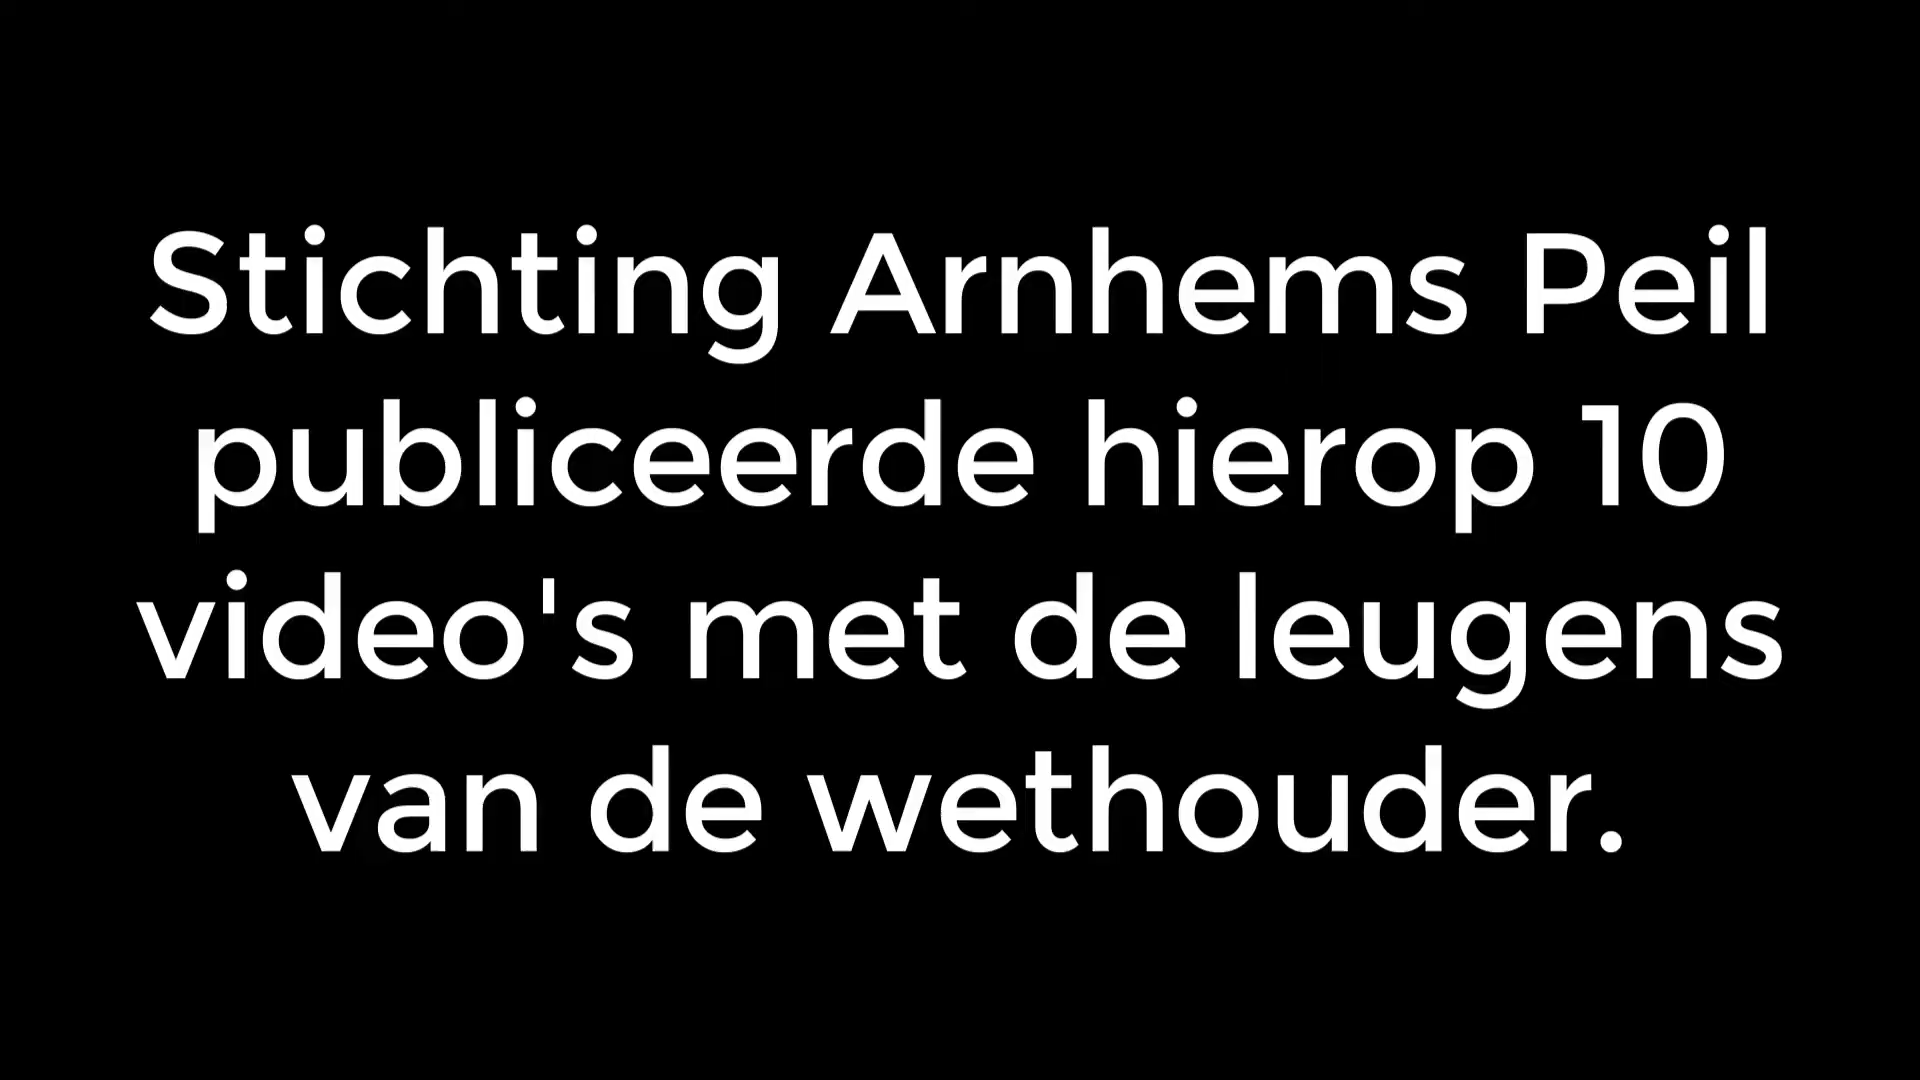 Stichting Arnhems Peil
publiceerde hierop 10
video's met de leugens
van de wethouder.